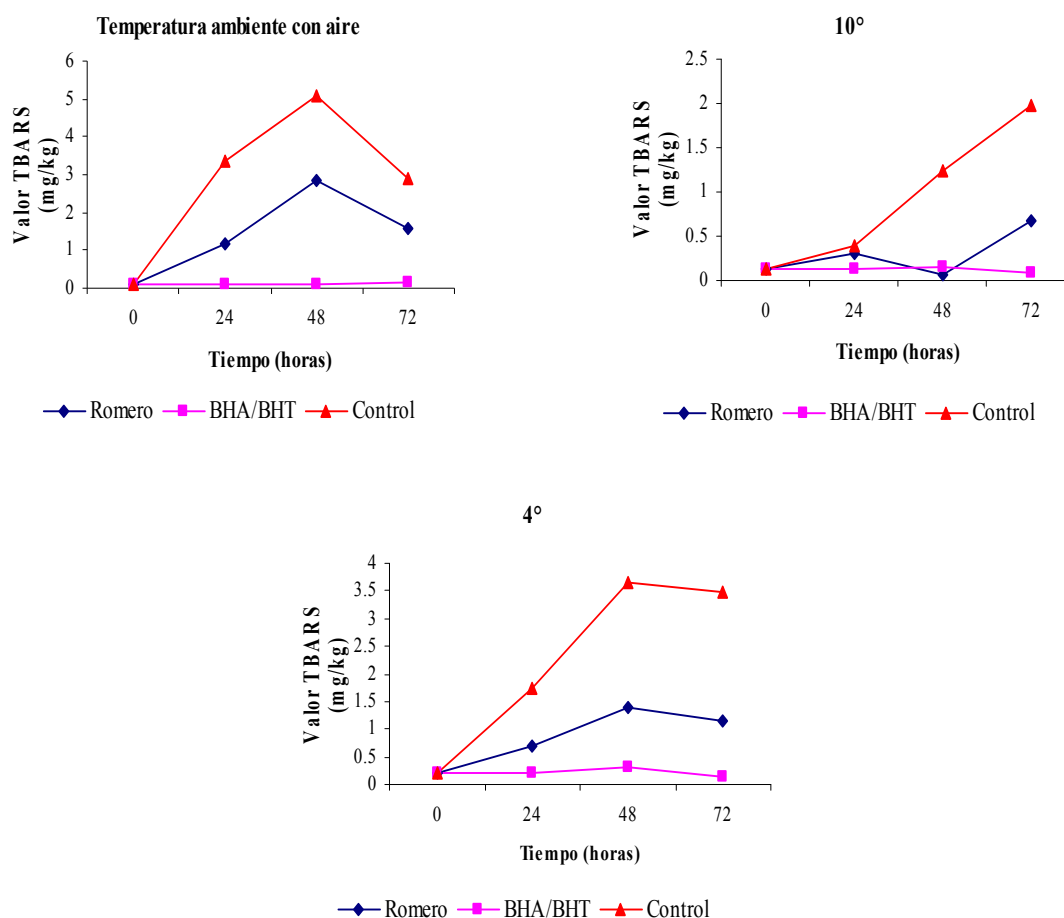 Temperatura ambiente con aire
6
5
4
3
2
1
0
Valor TBARS
(mg/kg)
0 24 48 72
Tiempo (horas)
Romero BHA/BHT Control
10°
2.5
2
1.5
1
0.5
0
Valor TBARS
(mg/kg)
0 24 48 72
Tiempo (horas)
Romero BHA/BHT Control
4°
4
3.5
3
2.5
2
1.5
1
0.5
0
Valor TBARS
(mg/kg)
0 24 48 72
Tiempo (horas)
Romero BHA/BHT Control